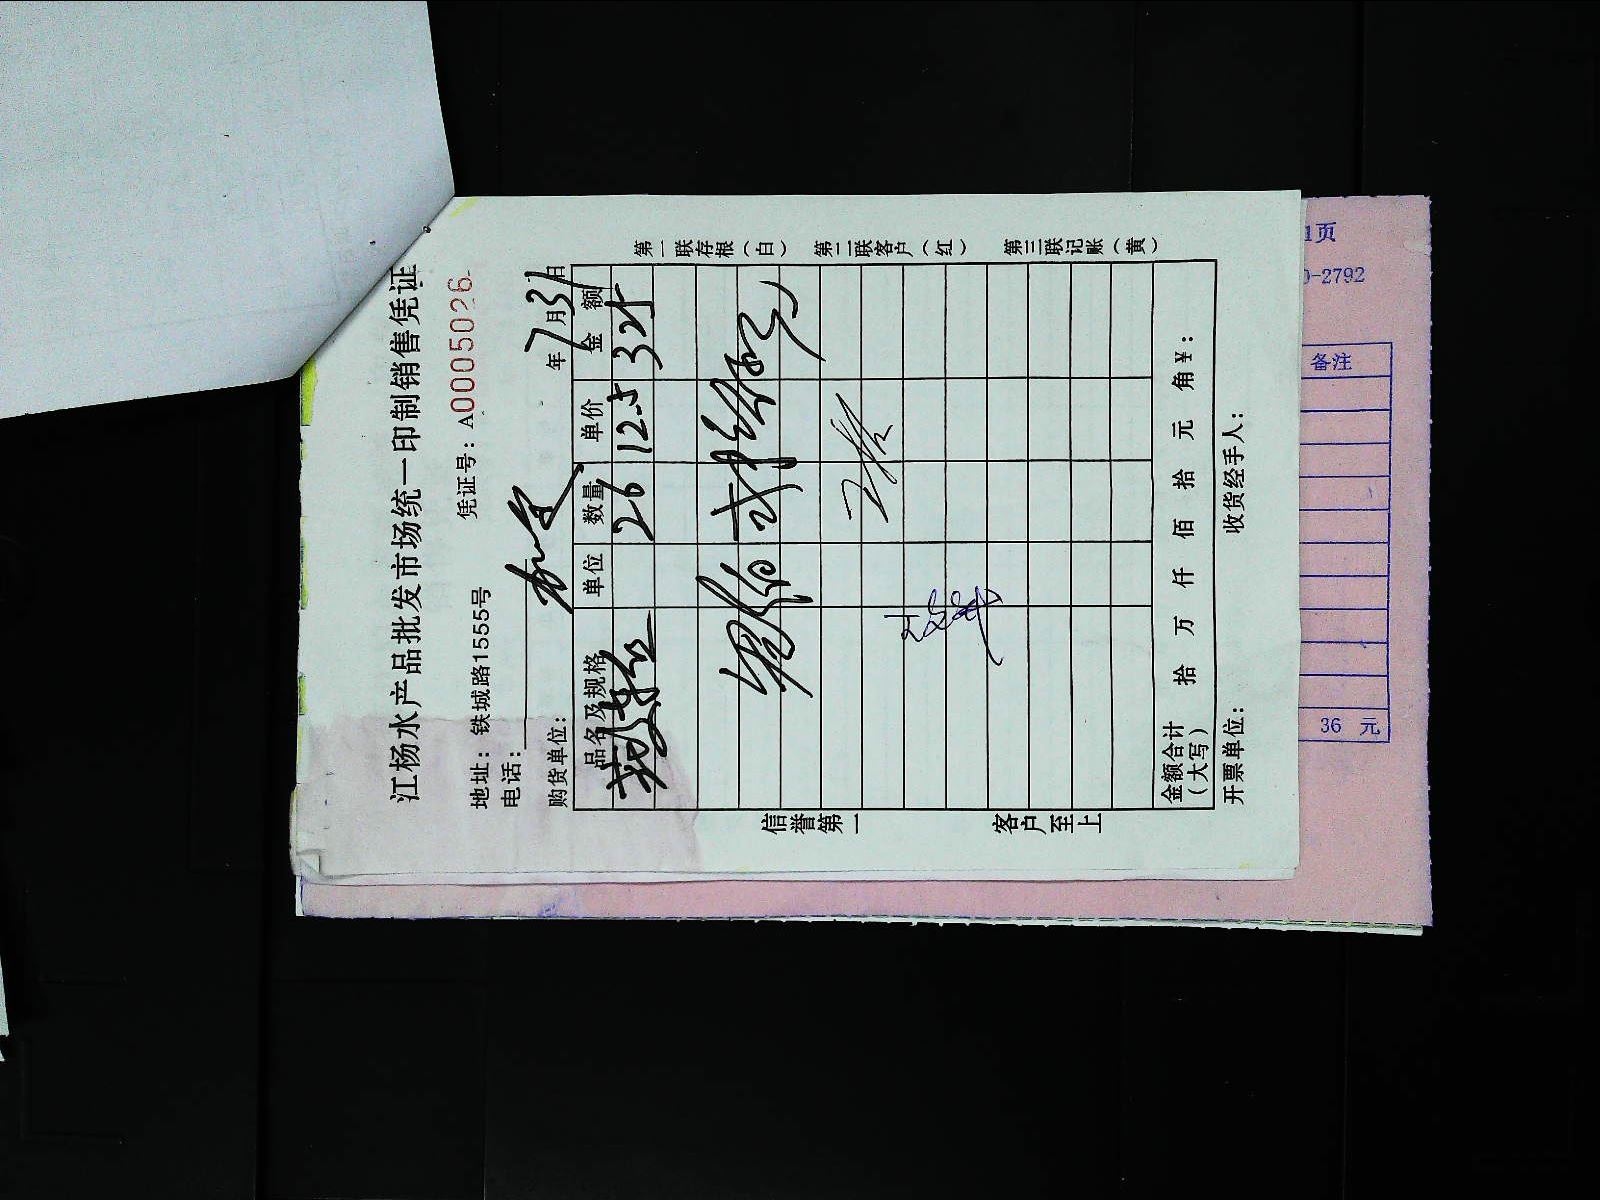 江杨水产品批发市场统一印制销售凭证
地址：铁城路15555号
凭证号：A0005026
电话：
购货单位：
年7月31日
品名及规格 单位 数量 单价 金额
26 12.5 325
第一联存根（白） 第二联客户（红） 第三联记账（黄）
信誉第一 客户至上
金额合计（大写） 拾 万 仟 佰 拾 元 角 ¥：
开票单位： 收货经手人：
1页
-2792
备注
36 元